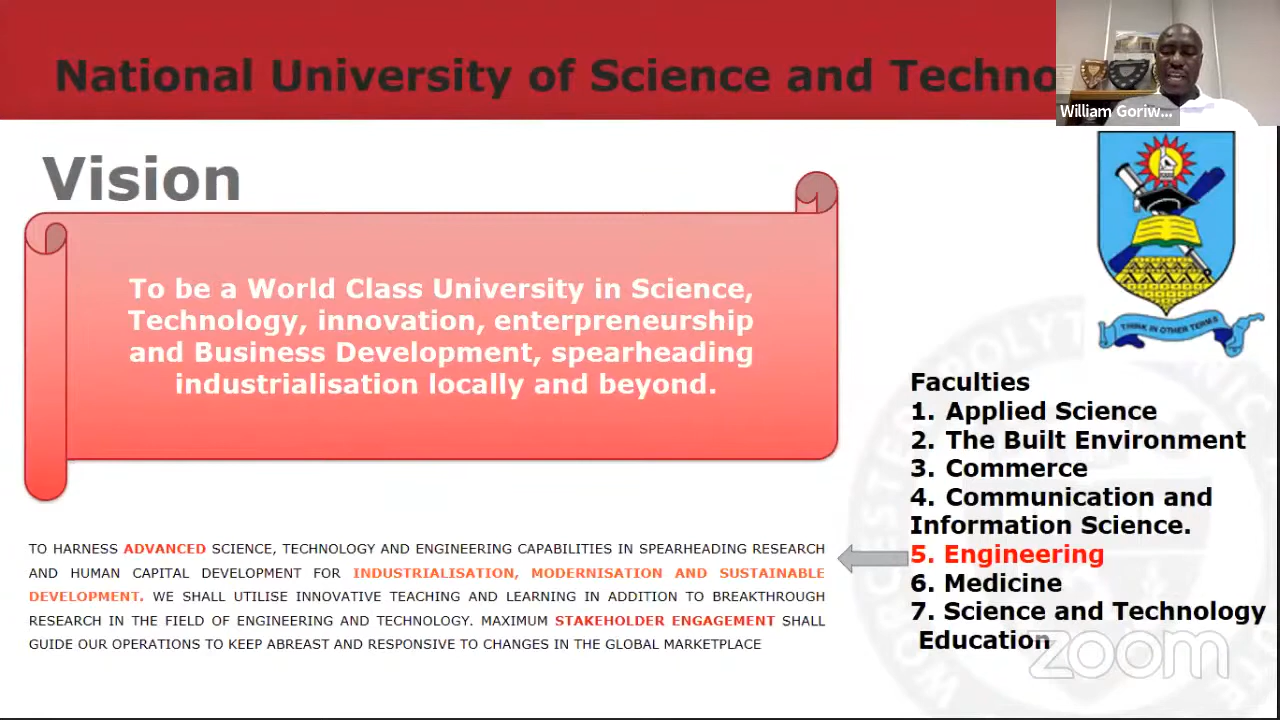 National University of Science and Techno
William Goriw...
Vision
To be a World Class University in Science,
Technology, innovation, enterpreneurship
and Business Development, spearheading
industrialisation locally and beyond.
THINK IN OTHER TERMS
Faculties
1. Applied Science
2. The Built Environment
3. Commerce
4. Communication and
Information Science.
5. Engineering
6. Medicine
7. Science and Technology
Education
TO HARNESS ADVANCED SCIENCE, TECHNOLOGY AND ENGINEERING CAPABILITIES IN SPEARHEADING RESEARCH
AND HUMAN CAPITAL DEVELOPMENT FOR INDUSTRIALISATION, MODERNISATION AND SUSTAINABLE
DEVELOPMENT. WE SHALL UTILISE INNOVATIVE TEACHING AND LEARNING IN ADDITION TO BREAKTHROUGH
RESEARCH IN THE FIELD OF ENGINEERING AND TECHNOLOGY. MAXIMUM STAKEHOLDER ENGAGEMENT SHALL
GUIDE OUR OPERATIONS TO KEEP ABREAST AND RESPONSIVE TO CHANGES IN THE GLOBAL MARKETPLACE
zoom